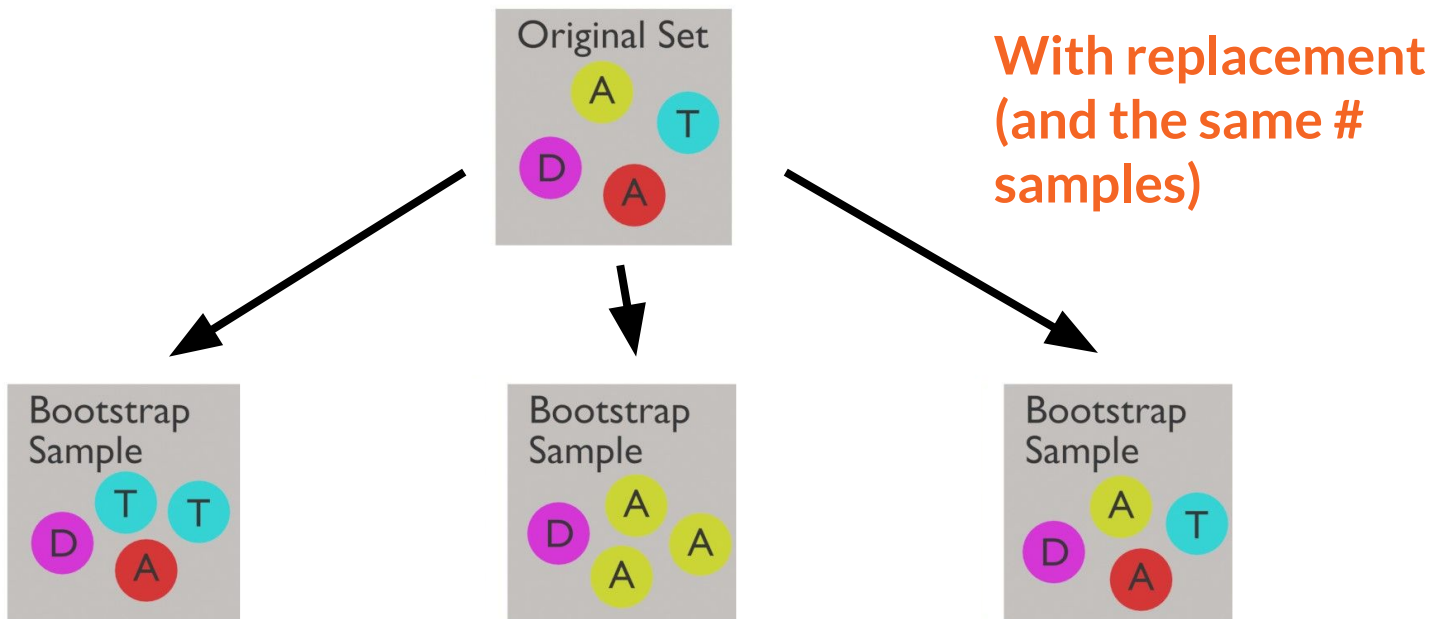 Original Set
A
T
D
A
With replacement
(and the same #
samples)
Bootstrap
Sample
T
T
D
A
Bootstrap
Sample
A
D
A
A
Bootstrap
Sample
A
T
D
A